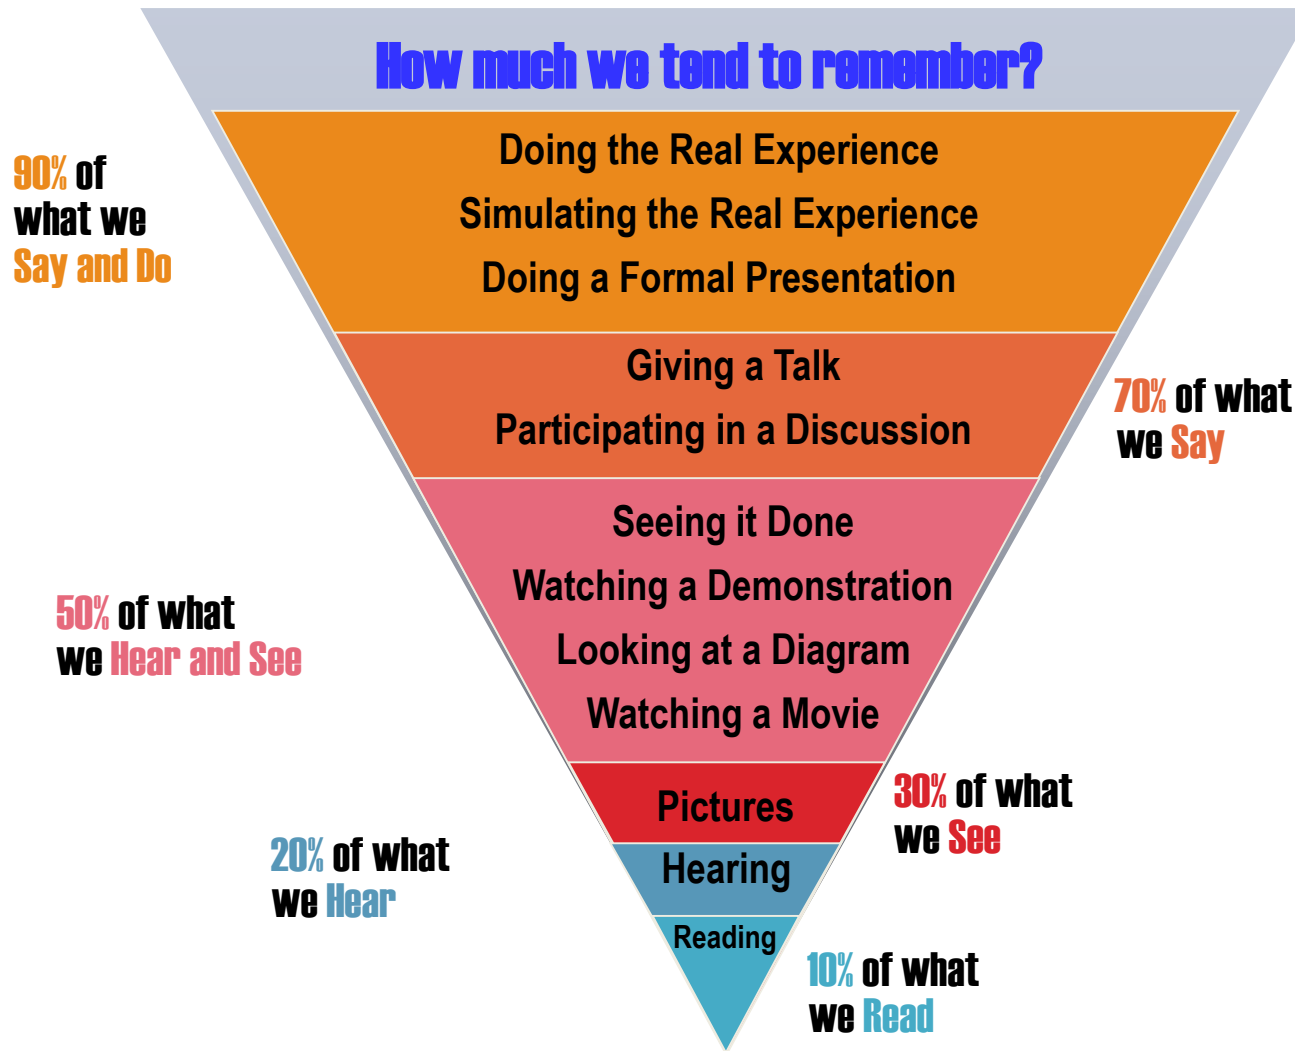 How much we tend to remember?
90% of
what we
Say and Do
Doing the Real Experience
Simulating the Real Experience
Doing a Formal Presentation
Giving a Talk
Participating in a Discussion
70% of what
we Say
Seeing it Done
Watching a Demonstration
Looking at a Diagram
Watching a Movie
50% of what
we Hear and See
Pictures
30% of what
we See
Hearing
20% of what
we Hear
Reading
10% of what
we Read